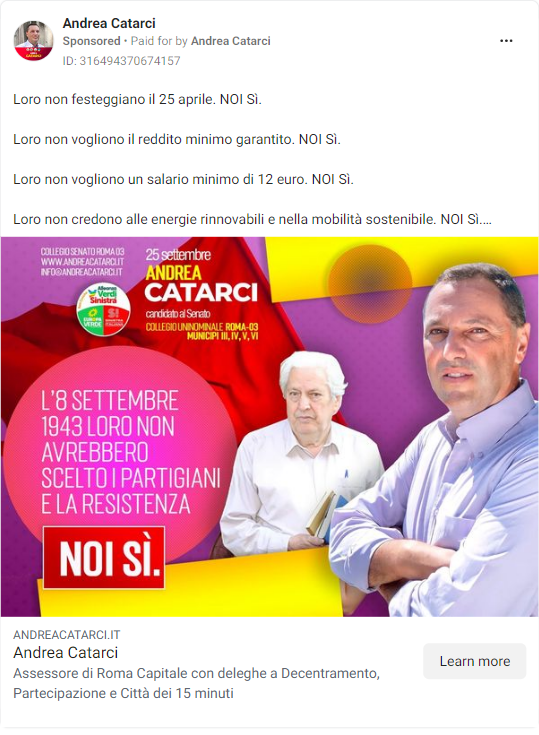 Andrea Catarci
Sponsored • Paid for by Andrea Catarci
ID: 316494370674157
Loro non festeggiano il 25 aprile. NOI Sì.
Loro non vogliono il reddito minimo garantito. NOI Sì.
Loro non vogliono un salario minimo di 12 euro. NOI Sì.
Loro non credono alle energie rinnovabili e nella mobilità sostenibile. NOI Sì....
COLLEGIO SENATO ROMA 03
WWW.ANDREACATARCI.IT
INFO@ANDREACATARCI.IT
Alleanza
Verdi
Sinistra
EUROPA
VERDE
SI
SINISTRA
ITALIANA
25 settembre
ANDREA
CATARCI
candidato al Senato
COLLEGIO UNINOMINALE ROMA-03
MUNICIPI III, IV, V, VI
L'8 SETTEMBRE
1943 LORO NON
AVREBBERO
SCELTO I PARTIGIANI
E LA RESISTENZA
NOI SÌ.
ANDREACATARCI.IT
Andrea Catarci
Assessore di Roma Capitale con deleghe a Decentramento,
Partecipazione e Città dei 15 minuti
Learn more